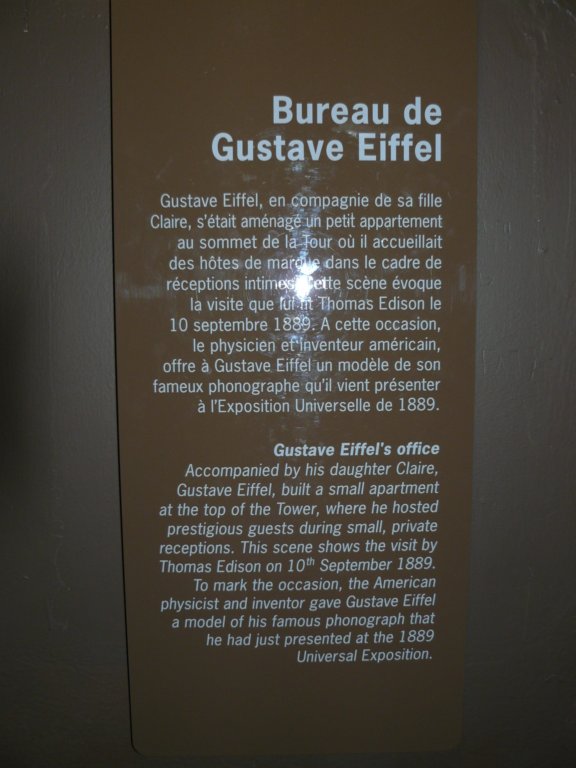 Bureau de
Gustave Eiffel
Gustave Eiffel, en compagnie de sa fille
Claire, s'était aménagé un petit appartement
au sommet de la Tour où il accueillait
des hôtes de marque dans le cadre de
réceptions intimes. Cette scène évoque
la visite que lui fit Thomas Edison le
10 septembre 1889. A cette occasion,
le physicien et inventeur américain,
offre à Gustave Eiffel un modèle de son
fameux phonographe qu'il vient présenter
à l'Exposition Universelle de 1889.
Gustave Eiffel's office
Accompanied by his daughter Claire,
Gustave Eiffel, built a small apartment
at the top of the Tower, where he hosted
prestigious guests during small, private
receptions. This scene shows the visit by
Thomas Edison on 10th September 1889.
To mark the occasion, the American
physicist and inventor gave Gustave Eiffel
a model of his famous phonograph that
he had just presented at the 1889
Universal Exposition.